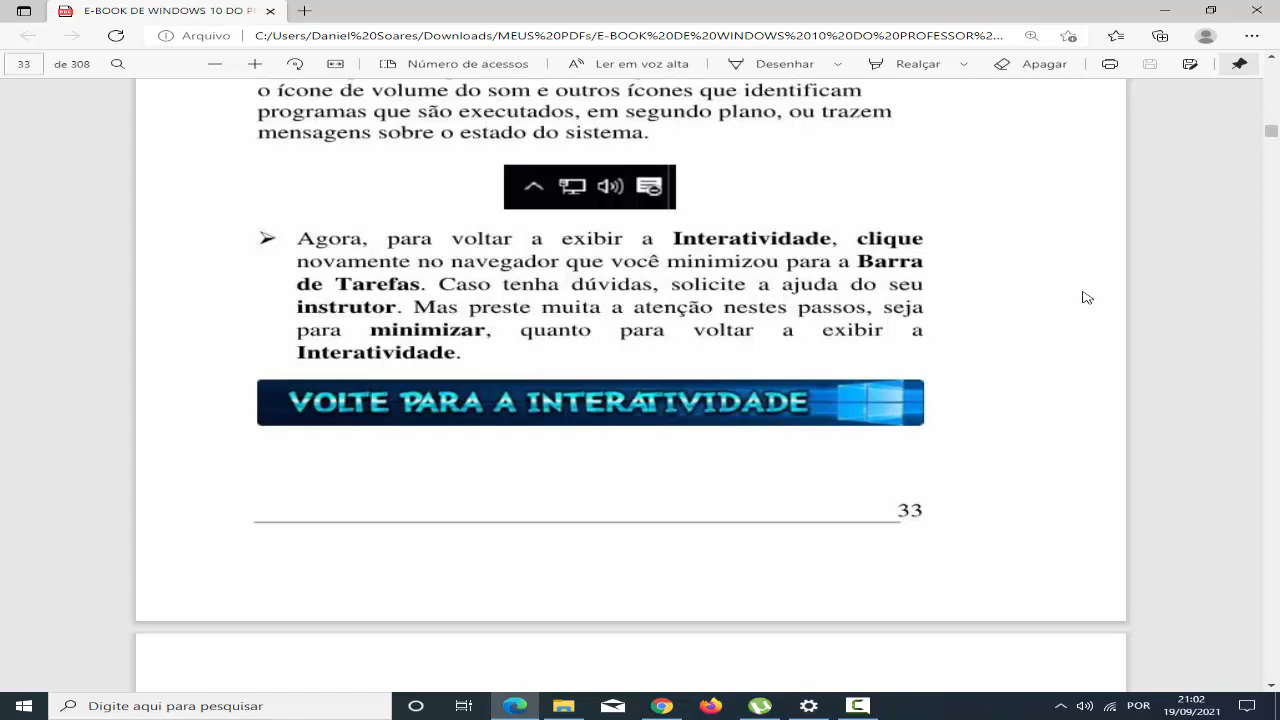 E-BOOK DE WINDOWS 10 DO P
Arquivo C:/Users/Daniel%20Soares/Downloads/MEUS%20PDFs/E-BOOK%20DE%20WINDOWS%2010%20DO%20PROFESSOR%2...
33 de 308 Número de acessos Ler em voz alta Desenhar Realçar Apagar
o ícone de volume do som e outros ícones que identificam
programas que são executados, em segundo plano, ou trazem
mensagens sobre o estado do sistema.
Agora, para voltar a exibir a Interatividade, clique
novamente no navegador que você minimizou para a Barra
de Tarefas. Caso tenha dúvidas, solicite a ajuda do seu
instrutor. Mas preste muita a atenção nestes passos, seja
para minimizar, quanto para voltar a exibir a
Interatividade.
VOLTE PARA A INTERATIVIDADE
33
Digite aqui para pesquisar
POR
21:02
19/09/2021